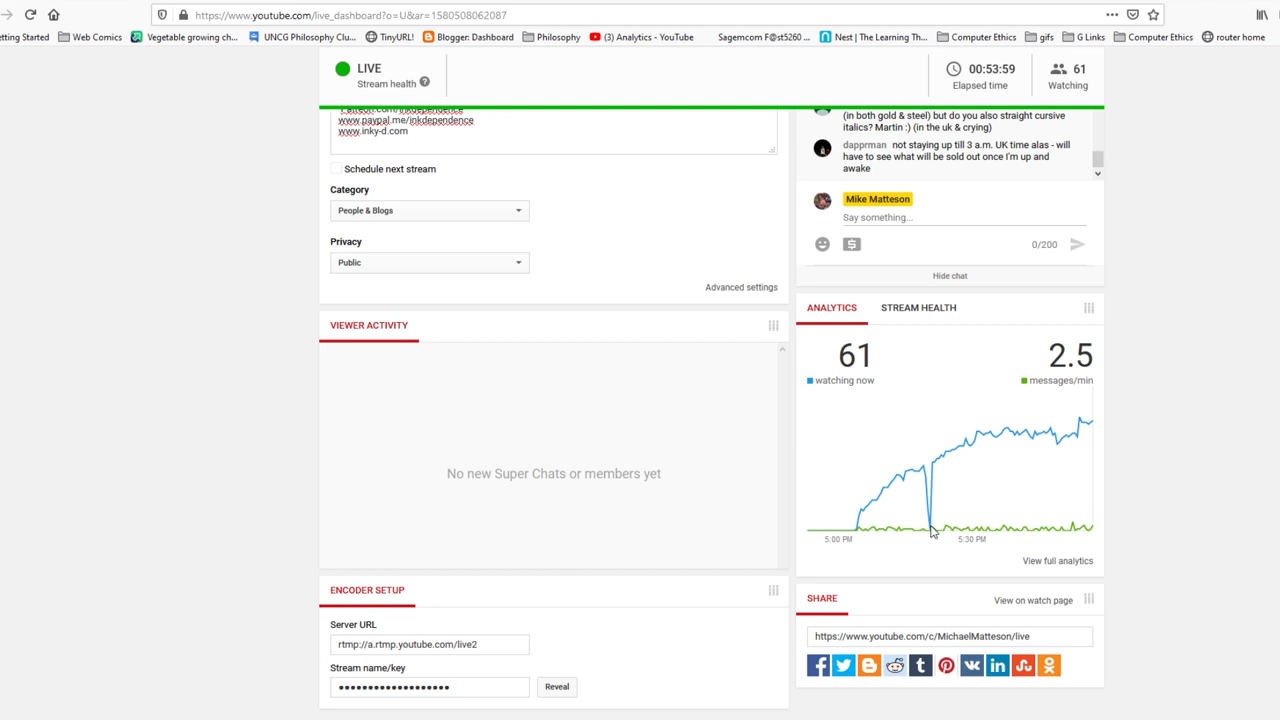 https://www.youtube.com/live_dashboard?o=U&ar=1580508062087
etting Started Web Comics Vegetable growing ch... UNCG Philosophy Clu... TinyURL! Blogger: Dashboard Philosophy (3) Analytics - YouTube Sagemcom F@st5260 ... Nest | The Learning Th... Computer Ethics gifs G Links Computer Ethics router home
LIVE
Stream health ?
00:53:59
Elapsed time
61
Watching
Patreon.com/inkdependence
www.paypal.me/inkdependence
www.inky-d.com
Schedule next stream
Category
People & Blogs
Privacy
Public
Advanced settings
(in both gold & steel) but do you also straight cursive
italics? Martin :) (in the uk & crying)
dapprman not staying up till 3 a.m. UK time alas - will
have to see what will be sold out once I'm up and
awake
Mike Matteson
Say something...
0/200
Hide chat
VIEWER ACTIVITY
No new Super Chats or members yet
ANALYTICS STREAM HEALTH
61
watching now
2.5
messages/min
5:00 PM 5:30 PM
View full analytics
ENCODER SETUP
Server URL
rtmp://a.rtmp.youtube.com/live2
Stream name/key
•••••••••••••••••••
Reveal
SHARE View on watch page
https://www.youtube.com/c/MichaelMatteson/live